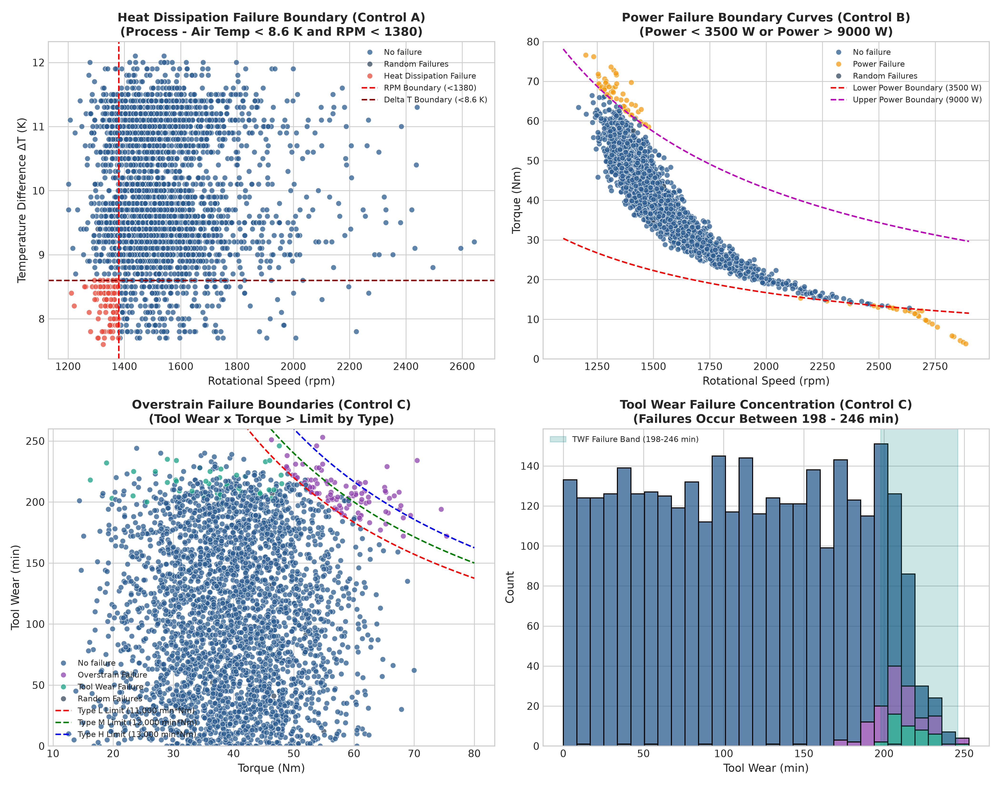 Heat Dissipation Failure Boundary (Control A)
(Process - Air Temp < 8.6 K and RPM < 1380)
Temperature Difference ΔT (K)
12
11
10
9
8
No failure
Random Failures
Heat Dissipation Failure
RPM Boundary (<1380)
Delta T Boundary (<8.6 K)
1200 1400 1600 1800 2000 2200 2400 2600
Rotational Speed (rpm)
Power Failure Boundary Curves (Control B)
(Power < 3500 W or Power > 9000 W)
Torque (Nm)
80
70
60
50
40
30
20
10
0
No failure
Power Failure
Random Failures
Lower Power Boundary (3500 W)
Upper Power Boundary (9000 W)
1250 1500 1750 2000 2250 2500 2750
Rotational Speed (rpm)
Overstrain Failure Boundaries (Control C)
(Tool Wear x Torque > Limit by Type)
Tool Wear (min)
250
200
150
100
50
0
No failure
Overstrain Failure
Tool Wear Failure
Random Failures
Type L Limit (11,000 min*Nm)
Type M Limit (12,000 min*Nm)
Type H Limit (13,000 min*Nm)
10 20 30 40 50 60 70 80
Torque (Nm)
Tool Wear Failure Concentration (Control C)
(Failures Occur Between 198 - 246 min)
Count
140
120
100
80
60
40
20
0
TWF Failure Band (198-246 min)
0 50 100 150 200 250
Tool Wear (min)